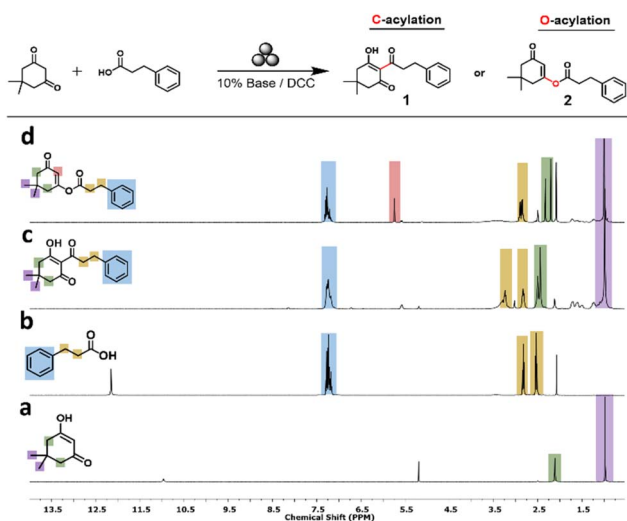 C-acylation
O-acylation
O
O
+
HO
O
10% Base / DCC
OH
O
O
1
or
O
O
O
2
d
O
O
O
c
OH
O
O
b
O
OH
a
OH
O
13.5 12.5 11.5 10.5 9.5 8.5 7.5 6.5 5.5 4.5 3.5 2.5 1.5
Chemical Shift (PPM)